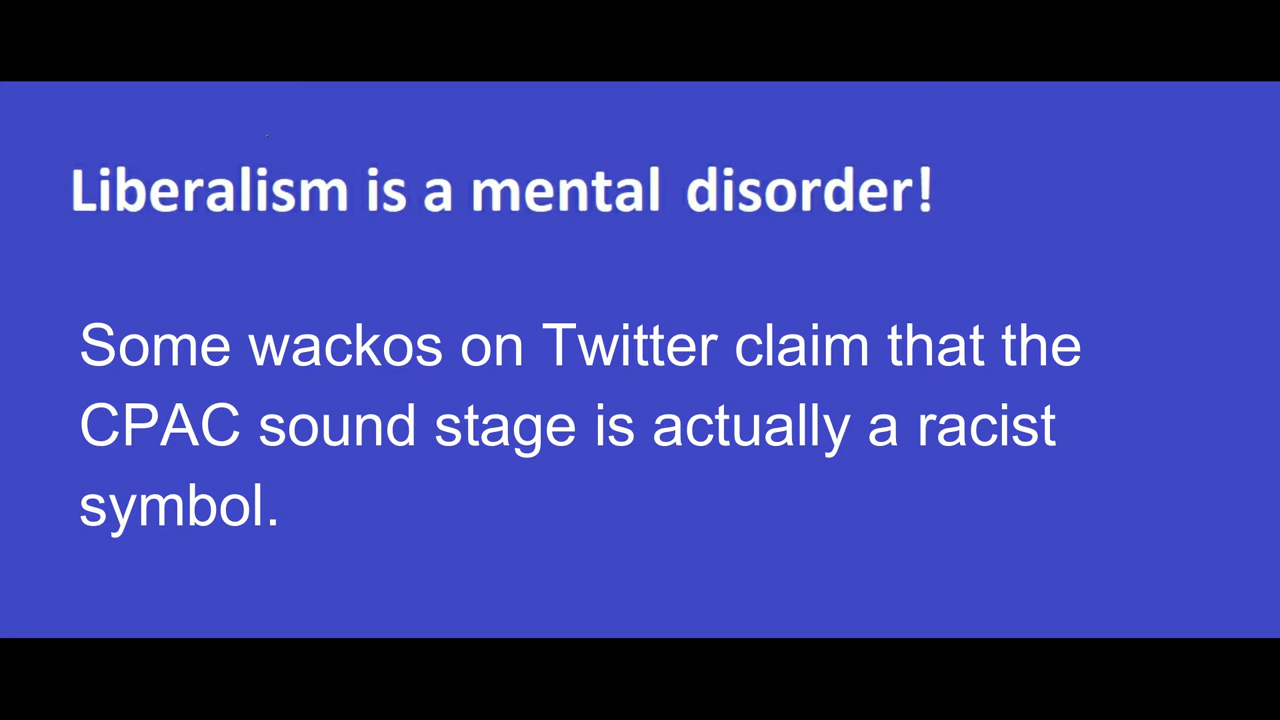 Liberalism is a mental disorder!
Some wackos on Twitter claim that the
CPAC sound stage is actually a racist
symbol.